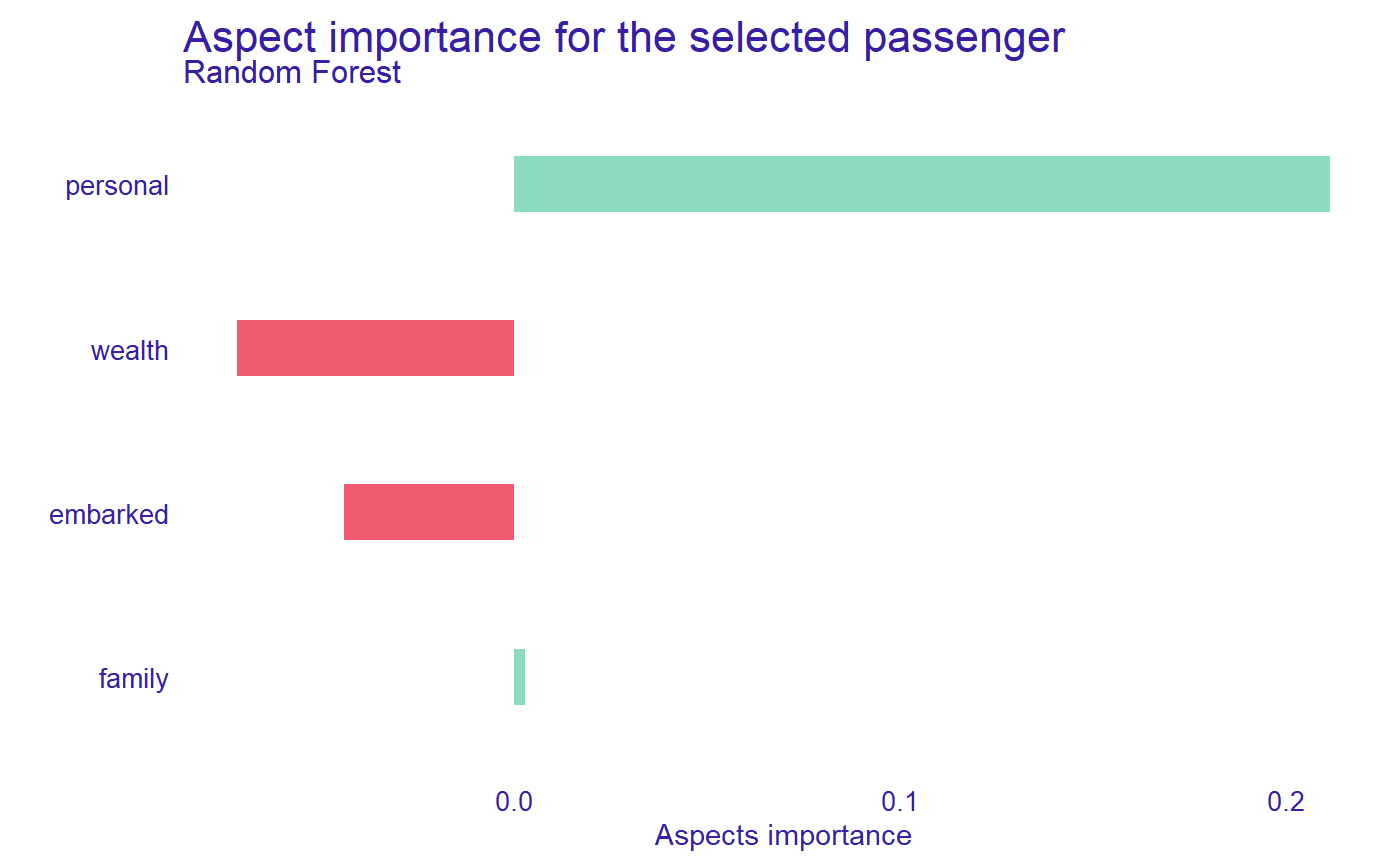 Aspect importance for the selected passenger
Random Forest
personal
wealth
embarked
family
0.0 0.1 0.2
Aspects importance